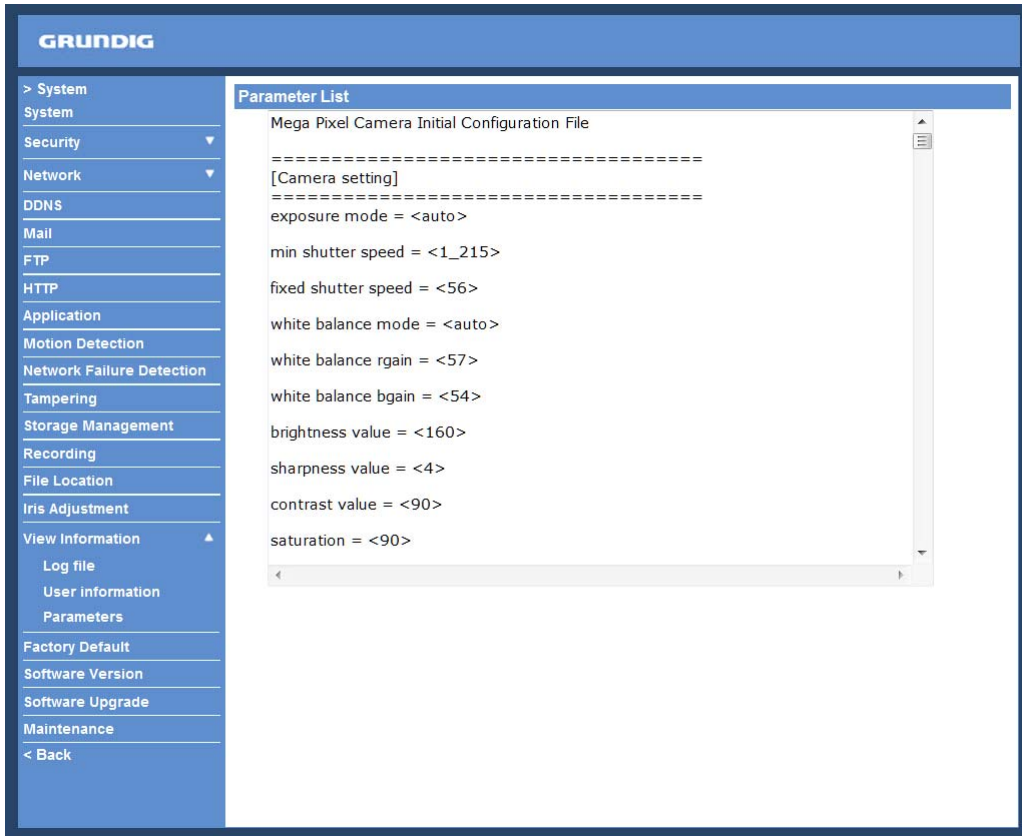 GRUNDIG
> System
System
Security
Network
DDNS
Mail
FTP
HTTP
Application
Motion Detection
Network Failure Detection
Tampering
Storage Management
Recording
File Location
Iris Adjustment
View Information
Log file
User information
Parameters
Factory Default
Software Version
Software Upgrade
Maintenance
< Back
Parameter List
Mega Pixel Camera Initial Configuration File
====================================
[Camera setting]
====================================
exposure mode = <auto>
min shutter speed = <1_215>
fixed shutter speed = <56>
white balance mode = <auto>
white balance rgain = <57>
white balance bgain = <54>
brightness value = <160>
sharpness value = <4>
contrast value = <90>
saturation = <90>